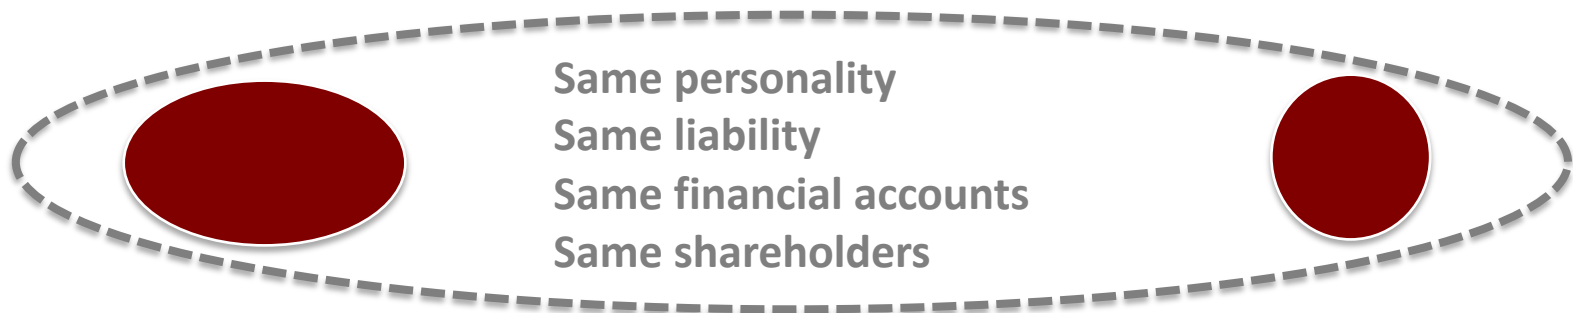 Same personality
Same liability
Same financial accounts
Same shareholders